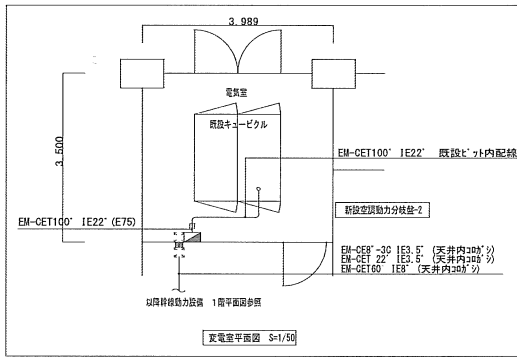 3.989
電気室
既設キュービクル
3.500
EM-CET100° IE22° 既設ピット内配線
新設空調動力分岐盤-2
EM-CET100° IE22°(E75)
EM-CE8°-3C IE3.5° (天井内コロガシ)
EM-CET 22° IE3.5° (天井内コロガシ)
EM-CET60° IE8° (天井内コロガシ)
以降幹線動力設備 1階平面図参照
変電室平面図 S=1/50